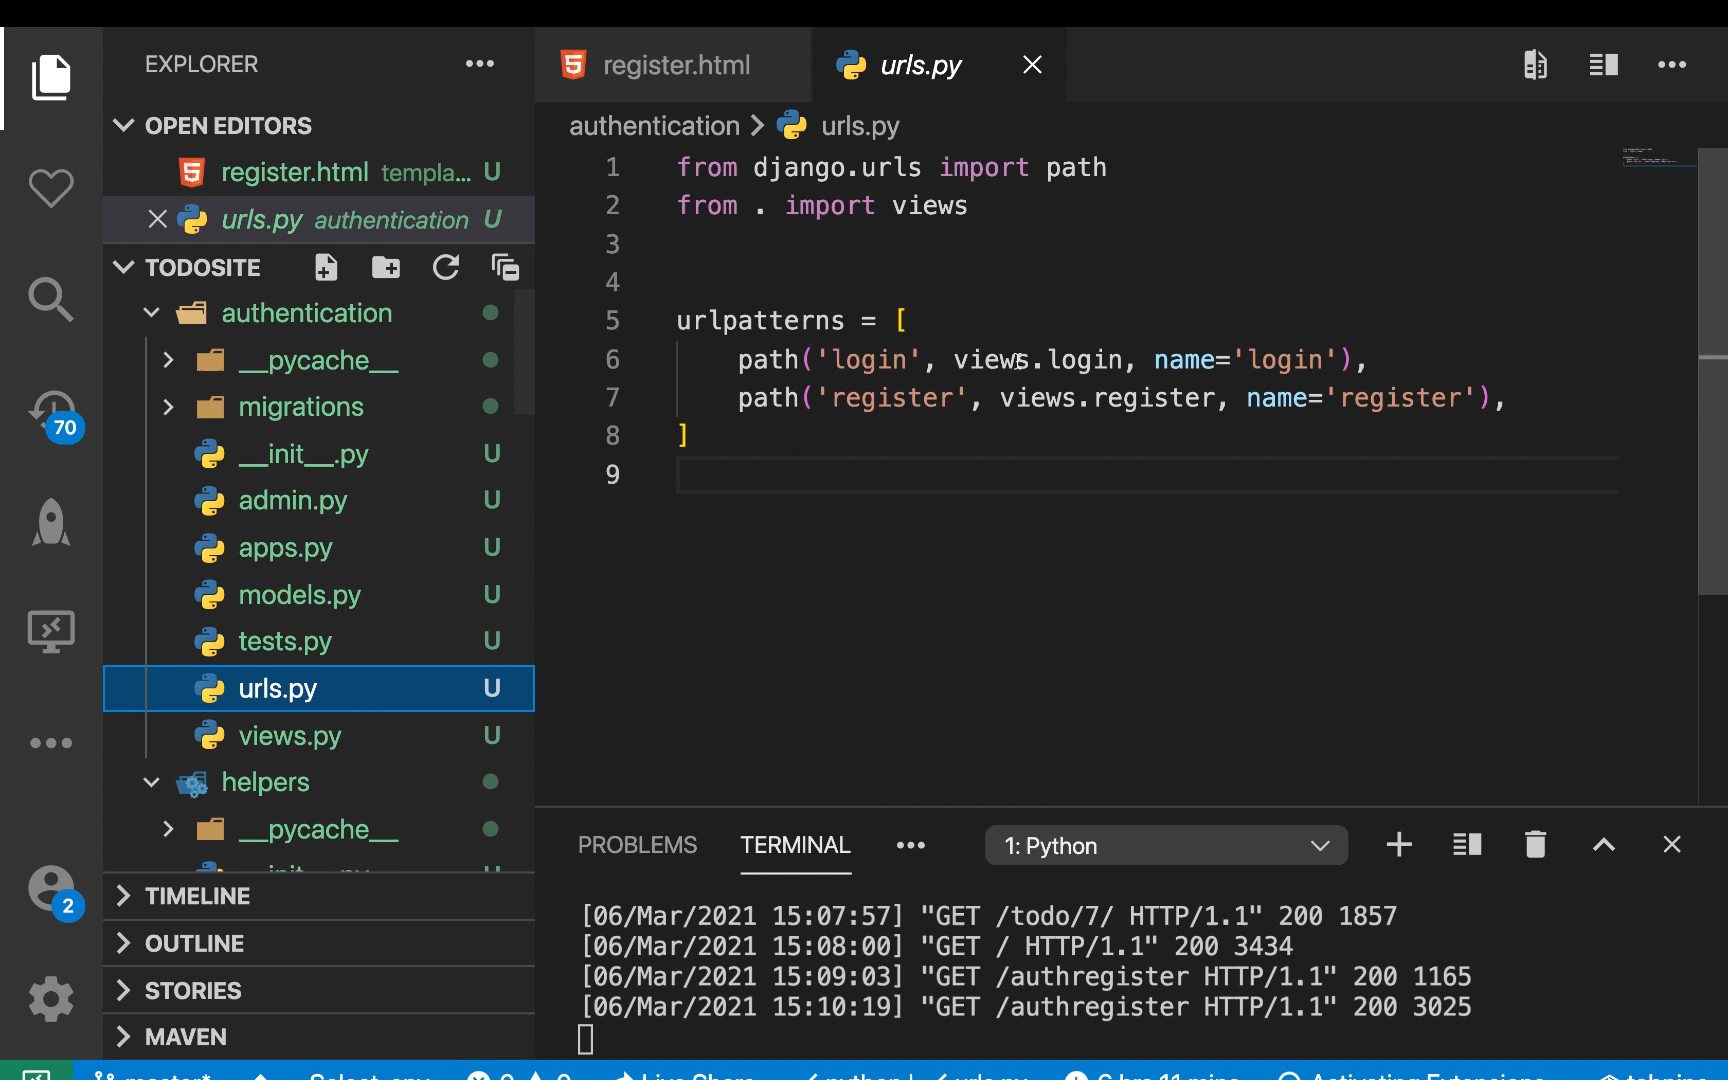 EXPLORER
OPEN EDITORS
register.html templa... U
urls.py authentication U
TODOSITE
authentication
__pycache__
migrations
__init__.py U
admin.py U
apps.py U
models.py U
tests.py U
urls.py U
views.py U
helpers
__pycache__
TIMELINE
OUTLINE
STORIES
MAVEN
70
2
register.html
urls.py
authentication > urls.py
1 from django.urls import path
2 from . import views
3
4
5 urlpatterns = [
6 path('login', views.login, name='login'),
7 path('register', views.register, name='register'),
8 ]
9
PROBLEMS TERMINAL ... 1: Python
[06/Mar/2021 15:07:57] "GET /todo/7/ HTTP/1.1" 200 1857
[06/Mar/2021 15:08:00] "GET / HTTP/1.1" 200 3434
[06/Mar/2021 15:09:03] "GET /authregister HTTP/1.1" 200 1165
[06/Mar/2021 15:10:19] "GET /authregister HTTP/1.1" 200 3025